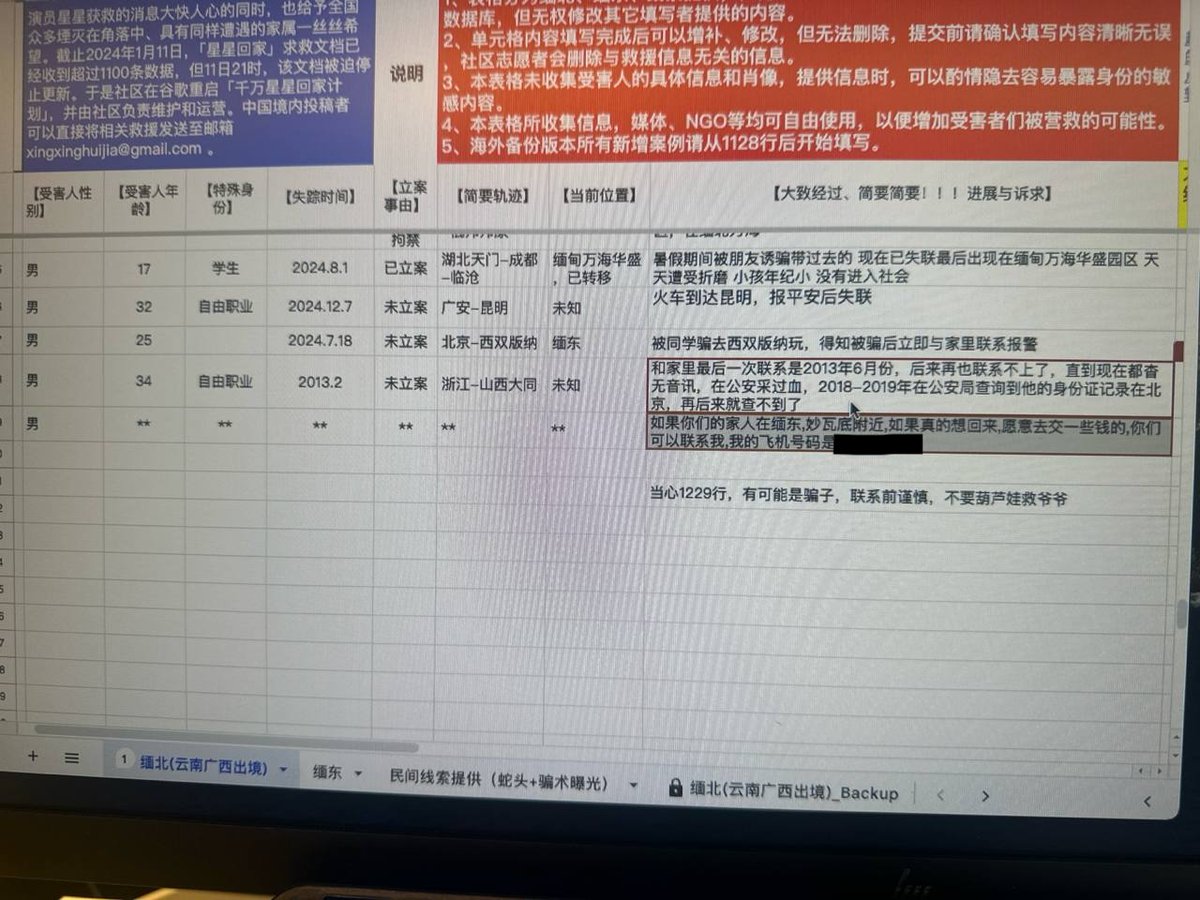 演员星星获救的消息大快人心的同时，也给予全国
众多煙灭在角落中、具有同样遭遇的家属一丝丝希
望。截止2024年1月11日，「星星回家」求救文档已
经收到超过1100条数据，但11日21时，该文档被迫停
止更新。于是社区在谷歌重启「千万星星回家计
划」，并由社区负责维护和运营。中国境内投稿者
可以直接将相关救援发送至邮箱
xingxinghuijia@gmail.com 。
说明
数据库，但无权修改其它填写者提供的内容。
2、单元格内容填写完成后可以增补、修改，但无法删除，提交前请确认填写内容清晰无误
，社区志愿者会删除与救援信息无关的信息。
3、本表格未收集受害人的具体信息和肖像，提供信息时，可以酌情隐去容易暴露身份的敏
感内容。
4、本表格所收集信息，媒体、NGO等均可自由使用，以便增加受害者们被营救的可能性。
5、海外备份版本所有新增案例请从1128行后开始填写。
【受害人性
别】
【受害人年
龄】
【特殊身
份】
【失踪时间】
【立案
事由】
【简要轨迹】
【当前位置】
【大致经过、简要简要！！！进展与诉求】
拘禁
男
17
学生
2024.8.1
已立案
湖北天门–成都
–临沧
缅甸万海华盛
，已转移
暑假期间被朋友诱骗带过去的 现在已失联最后出现在缅甸万海华盛园区 天
天遭受折磨 小孩年纪小 没有进入社会
男
32
自由职业
2024.12.7
未立案
广安–昆明
未知
火车到达昆明，报平安后失联
男
25
2024.7.18
未立案
北京–西双版纳
缅东
被同学骗去西双版纳玩，得知被骗后立即与家里联系报警
男
34
自由职业
2013.2
未立案
浙江–山西大同
未知
和家里最后一次联系是2013年6月份，后来再也联系不上了，直到现在都杳
无音讯，在公安采过血，2018–2019年在公安局查询到他的身份证记录在北
京，再后来就查不到了
男
**
**
**
**
**
**
如果你们的家人在缅东,妙瓦底附近,如果真的想回来,愿意去交一些钱的,你们
可以联系我,我的飞机号码是
当心1229行，有可能是骗子，联系前谨慎，不要葫芦娃救爷爷
1
缅北(云南广西出境)
缅东
民间线索提供（蛇头+骗术曝光）
缅北(云南广西出境)_Backup